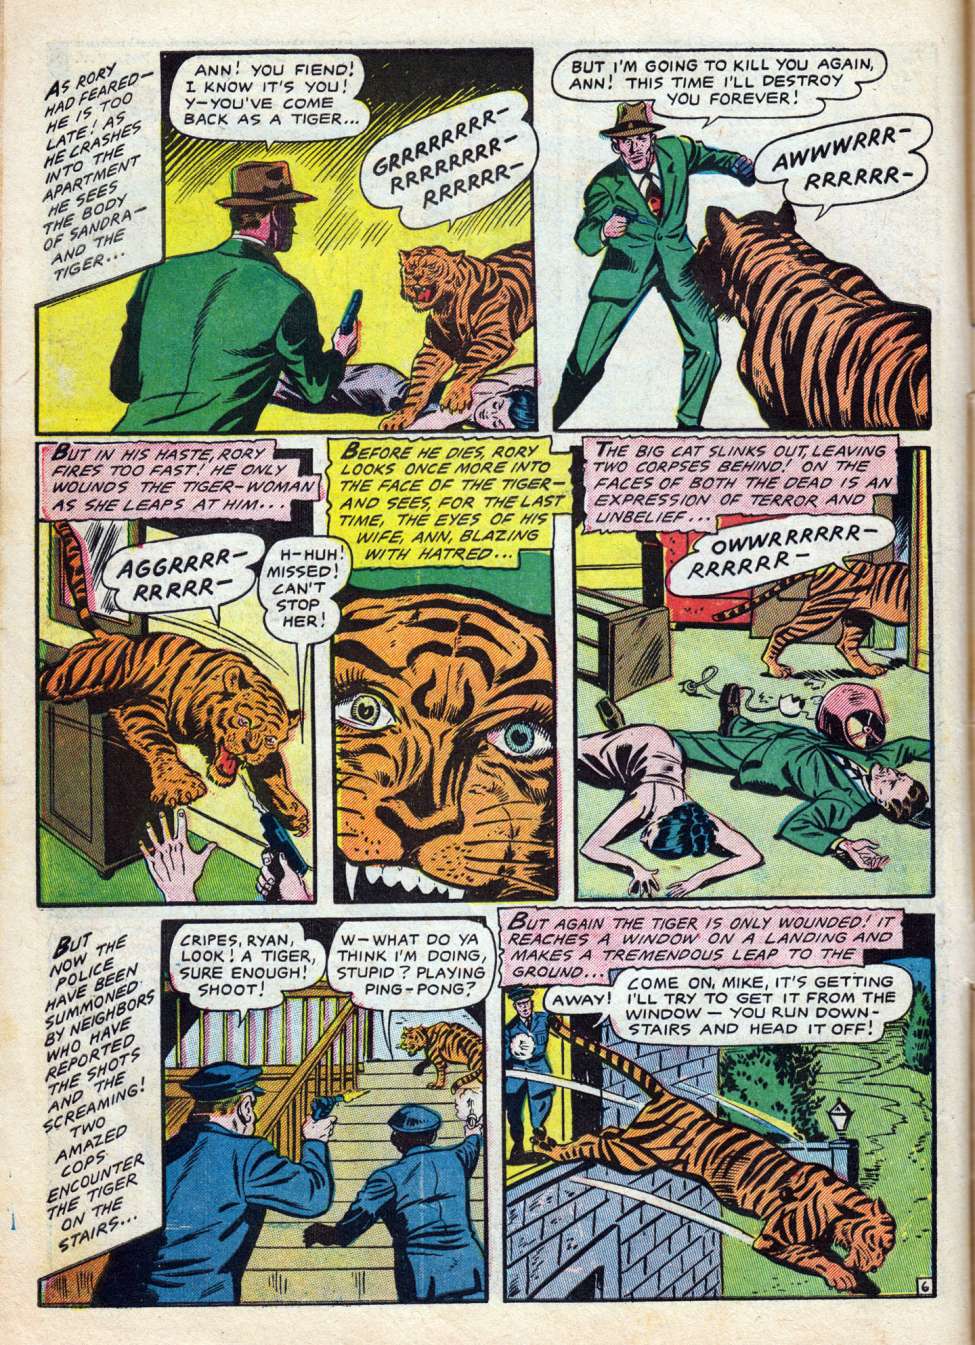 AS RORY
HAD FEARED—
HE IS TOO
LATE! AS
HE CRASHES
INTO THE
APARTMENT
HE SEES
THE BODY
OF SANDRA—
AND THE
TIGER...
ANN! YOU FIEND!
I KNOW IT'S YOU!
Y-YOU'VE COME
BACK AS A TIGER...
GRRRRRRRR-
RRRRRRRRR-
RRRRRR-
BUT I'M GOING TO KILL YOU AGAIN,
ANN! THIS TIME I'LL DESTROY
YOU FOREVER!
AWWWRRR-
RRRRRR-
BUT IN HIS HASTE, RORY
FIRES TOO FAST! HE ONLY
WOUNDS THE TIGER-WOMAN
AS SHE LEAPS AT HIM...
AGGRRRR-
RRRRR-
H-HUH!
MISSED!
CAN'T
STOP
HER!
BEFORE HE DIES, RORY
LOOKS ONCE MORE INTO
THE FACE OF THE TIGER—
AND SEES, FOR THE LAST
TIME, THE EYES OF HIS
WIFE, ANN, BLAZING
WITH HATRED...
THE BIG CAT SLINKS OUT, LEAVING
TWO CORPSES BEHIND! ON THE
FACES OF BOTH THE DEAD IS AN
EXPRESSION OF TERROR AND
UNBELIEF...
OWWRRRRRR-
RRRRRR-
BUT
NOW THE
POLICE
HAVE BEEN
SUMMONED
BY NEIGHBORS
WHO HAVE
REPORTED
THE SHOTS
AND THE
SCREAMING!
TWO
AMAZED
COPS
ENCOUNTER
THE TIGER
ON THE
STAIRS...
CRIPES, RYAN,
LOOK! A TIGER,
SURE ENOUGH!
SHOOT!
W-WHAT DO YA
THINK I'M DOING,
STUPID? PLAYING
PING-PONG?
BUT AGAIN THE TIGER IS ONLY WOUNDED! IT
REACHES A WINDOW ON A LANDING AND
MAKES A TREMENDOUS LEAP TO THE
GROUND...
COME ON, MIKE, IT'S GETTING
AWAY! I'LL TRY TO GET IT FROM THE
WINDOW — YOU RUN DOWN-
STAIRS AND HEAD IT OFF!
6